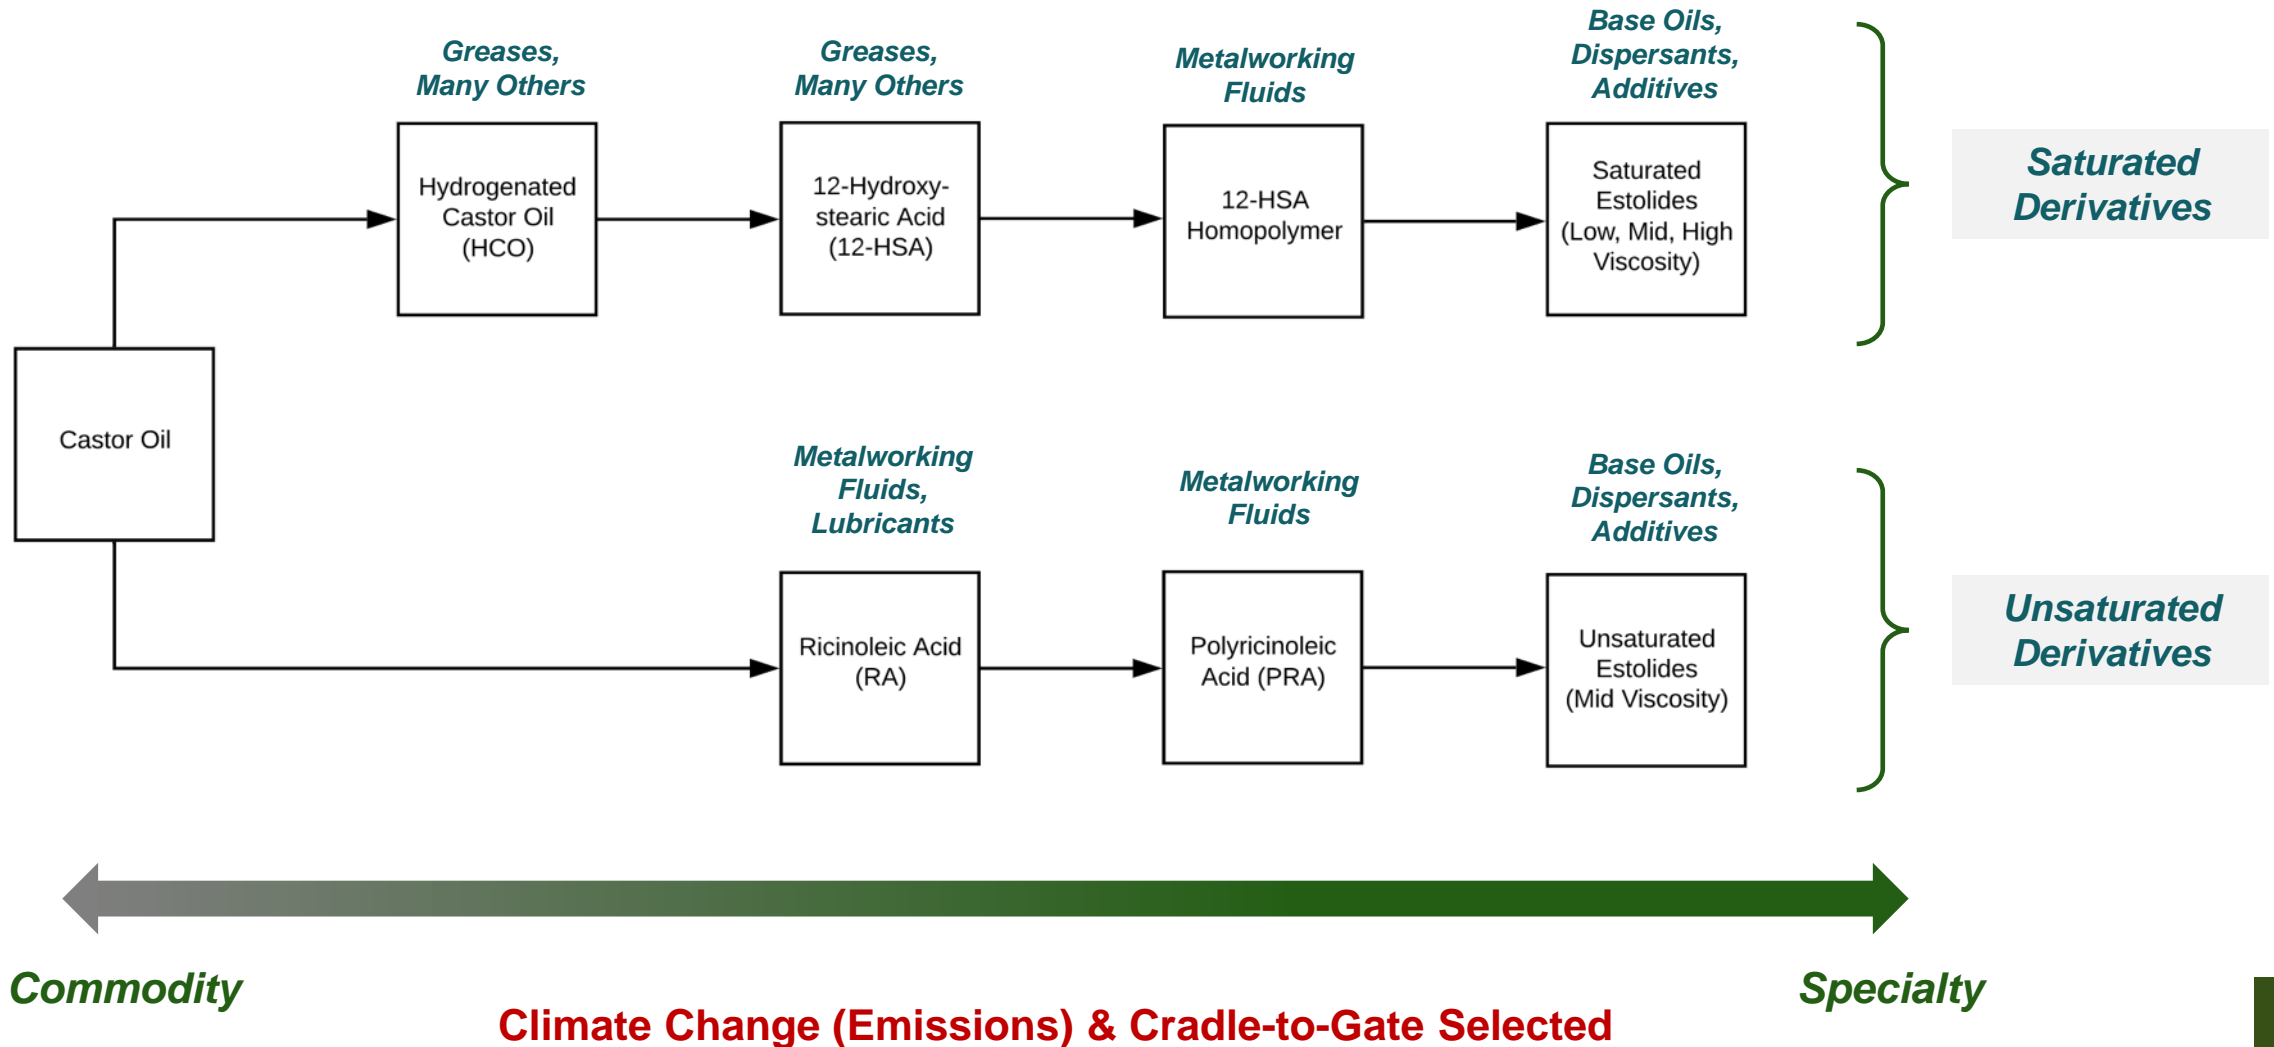 Greases,
Many Others
Greases,
Many Others
Metalworking
Fluids
Base Oils,
Dispersants,
Additives
Hydrogenated
Castor Oil
(HCO)
12-Hydroxy-
stearic Acid
(12-HSA)
12-HSA
Homopolymer
Saturated
Estolides
(Low, Mid, High
Viscosity)
Saturated
Derivatives
Castor Oil
Metalworking
Fluids,
Lubricants
Metalworking
Fluids
Base Oils,
Dispersants,
Additives
Ricinoleic Acid
(RA)
Polyricinoleic
Acid (PRA)
Unsaturated
Estolides
(Mid Viscosity)
Unsaturated
Derivatives
Commodity
Specialty
Climate Change (Emissions) & Cradle-to-Gate Selected